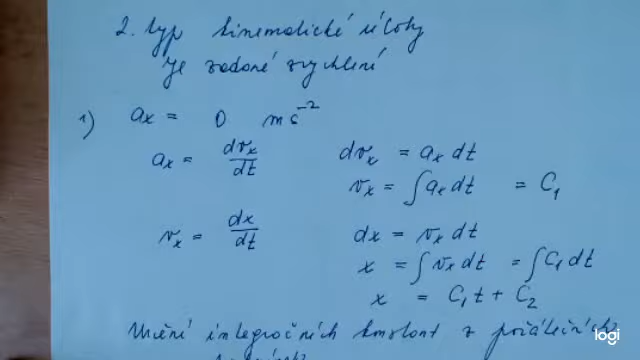 2. typ kinematické úlohy
Je zadané zrychlení
1) ax = 0 m s⁻²
ax = dvx/dt dvx = ax dt
vx = ∫ax dt = C1
vx = dx/dt dx = vx dt
x = ∫vx dt = ∫C1 dt
x = C1 t + C2
Určení integračních konstant z počátečních
logi